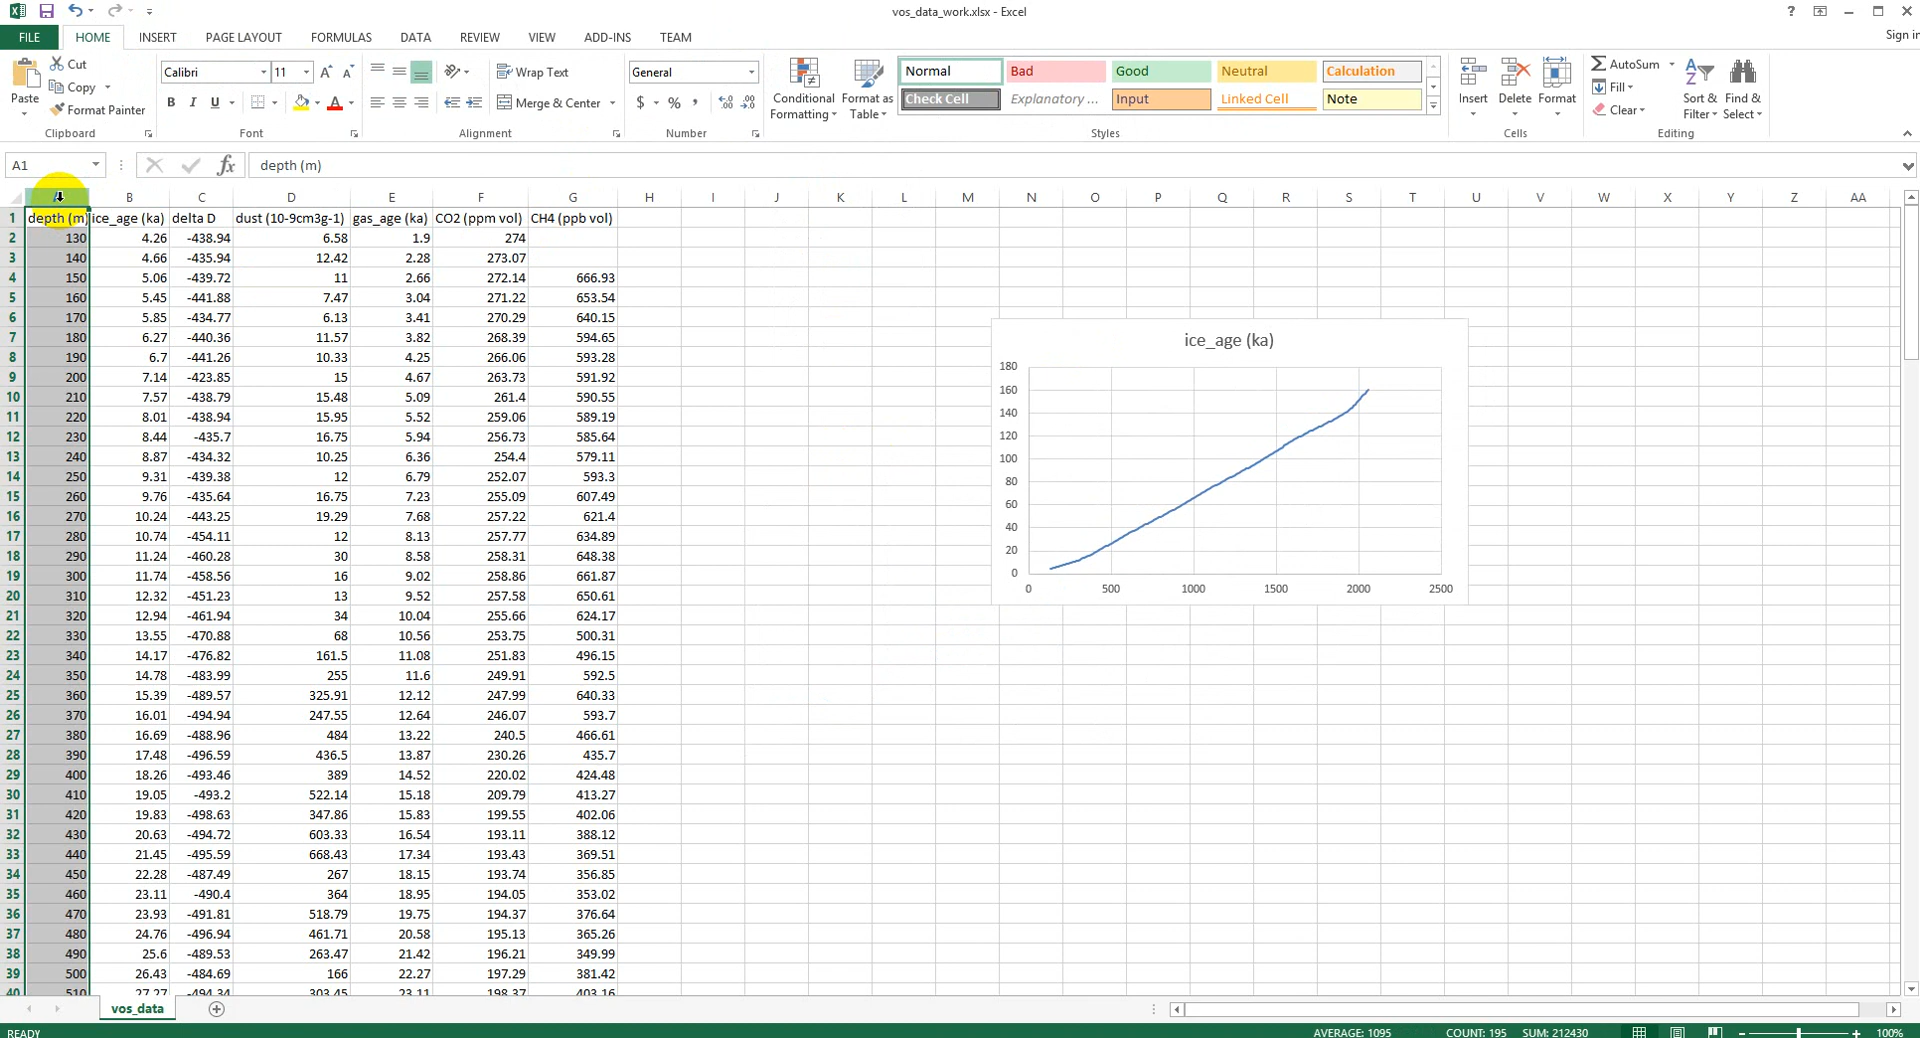 vos_data_work.xlsx - Excel
?
FILE HOME INSERT PAGE LAYOUT FORMULAS DATA REVIEW VIEW ADD-INS TEAM Sign in
Paste Cut Copy Format Painter Clipboard
Calibri 11 A A B I U A Font
Wrap Text Merge & Center Alignment
General $ % , Number
Conditional Formatting Format as Table
Normal Bad Good Neutral Calculation
Check Cell Explanatory ... Input Linked Cell Note
Styles
Insert Delete Format Cells
AutoSum Fill Clear Sort & Filter Find & Select Editing
A1 fx depth (m)
B C D E F G H I J K L M N O P Q R S T U V W X Y Z AA
1 depth (m) ice_age (ka) delta D dust (10-9cm3g-1) gas_age (ka) CO2 (ppm vol) CH4 (ppb vol)
2 130 4.26 -438.94 6.58 1.9 274
3 140 4.66 -435.94 12.42 2.28 273.07
4 150 5.06 -439.72 11 2.66 272.14 666.93
5 160 5.45 -441.88 7.47 3.04 271.22 653.54
6 170 5.85 -434.77 6.13 3.41 270.29 640.15
7 180 6.27 -440.36 11.57 3.82 268.39 594.65
8 190 6.7 -441.26 10.33 4.25 266.06 593.28
9 200 7.14 -423.85 15 4.67 263.73 591.92
10 210 7.57 -438.79 15.48 5.09 261.4 590.55
11 220 8.01 -438.94 15.95 5.52 259.06 589.19
12 230 8.44 -435.7 16.75 5.94 256.73 585.64
13 240 8.87 -434.32 10.25 6.36 254.4 579.11
14 250 9.31 -439.38 12 6.79 252.07 593.3
15 260 9.76 -435.64 16.75 7.23 255.09 607.49
16 270 10.24 -443.25 19.29 7.68 257.22 621.4
17 280 10.74 -454.11 12 8.13 257.77 634.89
18 290 11.24 -460.28 30 8.58 258.31 648.38
19 300 11.74 -458.56 16 9.02 258.86 661.87
20 310 12.32 -451.23 13 9.52 257.58 650.61
21 320 12.94 -461.94 34 10.04 255.66 624.17
22 330 13.55 -470.88 68 10.56 253.75 500.31
23 340 14.17 -476.82 161.5 11.08 251.83 496.15
24 350 14.78 -483.99 255 11.6 249.91 592.5
25 360 15.39 -489.57 325.91 12.12 247.99 640.33
26 370 16.01 -494.94 247.55 12.64 246.07 593.7
27 380 16.69 -488.96 484 13.22 240.5 466.61
28 390 17.48 -496.59 436.5 13.87 230.26 435.7
29 400 18.26 -493.46 389 14.52 220.02 424.48
30 410 19.05 -493.2 522.14 15.18 209.79 413.27
31 420 19.83 -498.63 347.86 15.83 199.55 402.06
32 430 20.63 -494.72 603.33 16.54 193.11 388.12
33 440 21.45 -495.59 668.43 17.34 193.43 369.51
34 450 22.28 -487.49 267 18.15 193.74 356.85
35 460 23.11 -490.4 364 18.95 194.05 353.02
36 470 23.93 -491.81 518.79 19.75 194.37 376.64
37 480 24.76 -496.94 461.71 20.58 195.13 365.26
38 490 25.6 -489.53 263.47 21.42 196.21 349.99
39 500 26.43 -484.69 166 22.27 197.29 381.42
40 510 27.27 -494.34 303.45 23.11 198.37 403.16
ice_age (ka)
180
160
140
120
100
80
60
40
20
0
0 500 1000 1500 2000 2500
vos_data
READY AVERAGE: 1095 COUNT: 195 SUM: 212430 100%